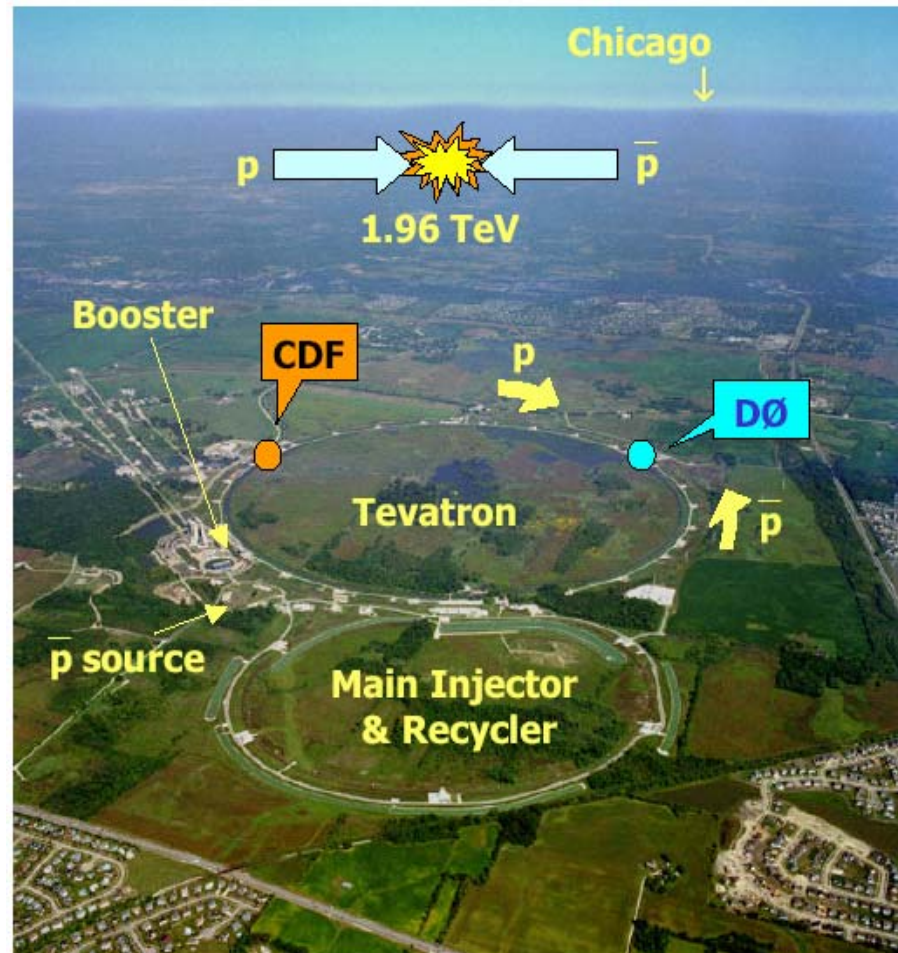 Chicago
↓
p
p̅
1.96 TeV
Booster
CDF
p
DØ
Tevatron
p̅
p̅ source
Main Injector
& Recycler